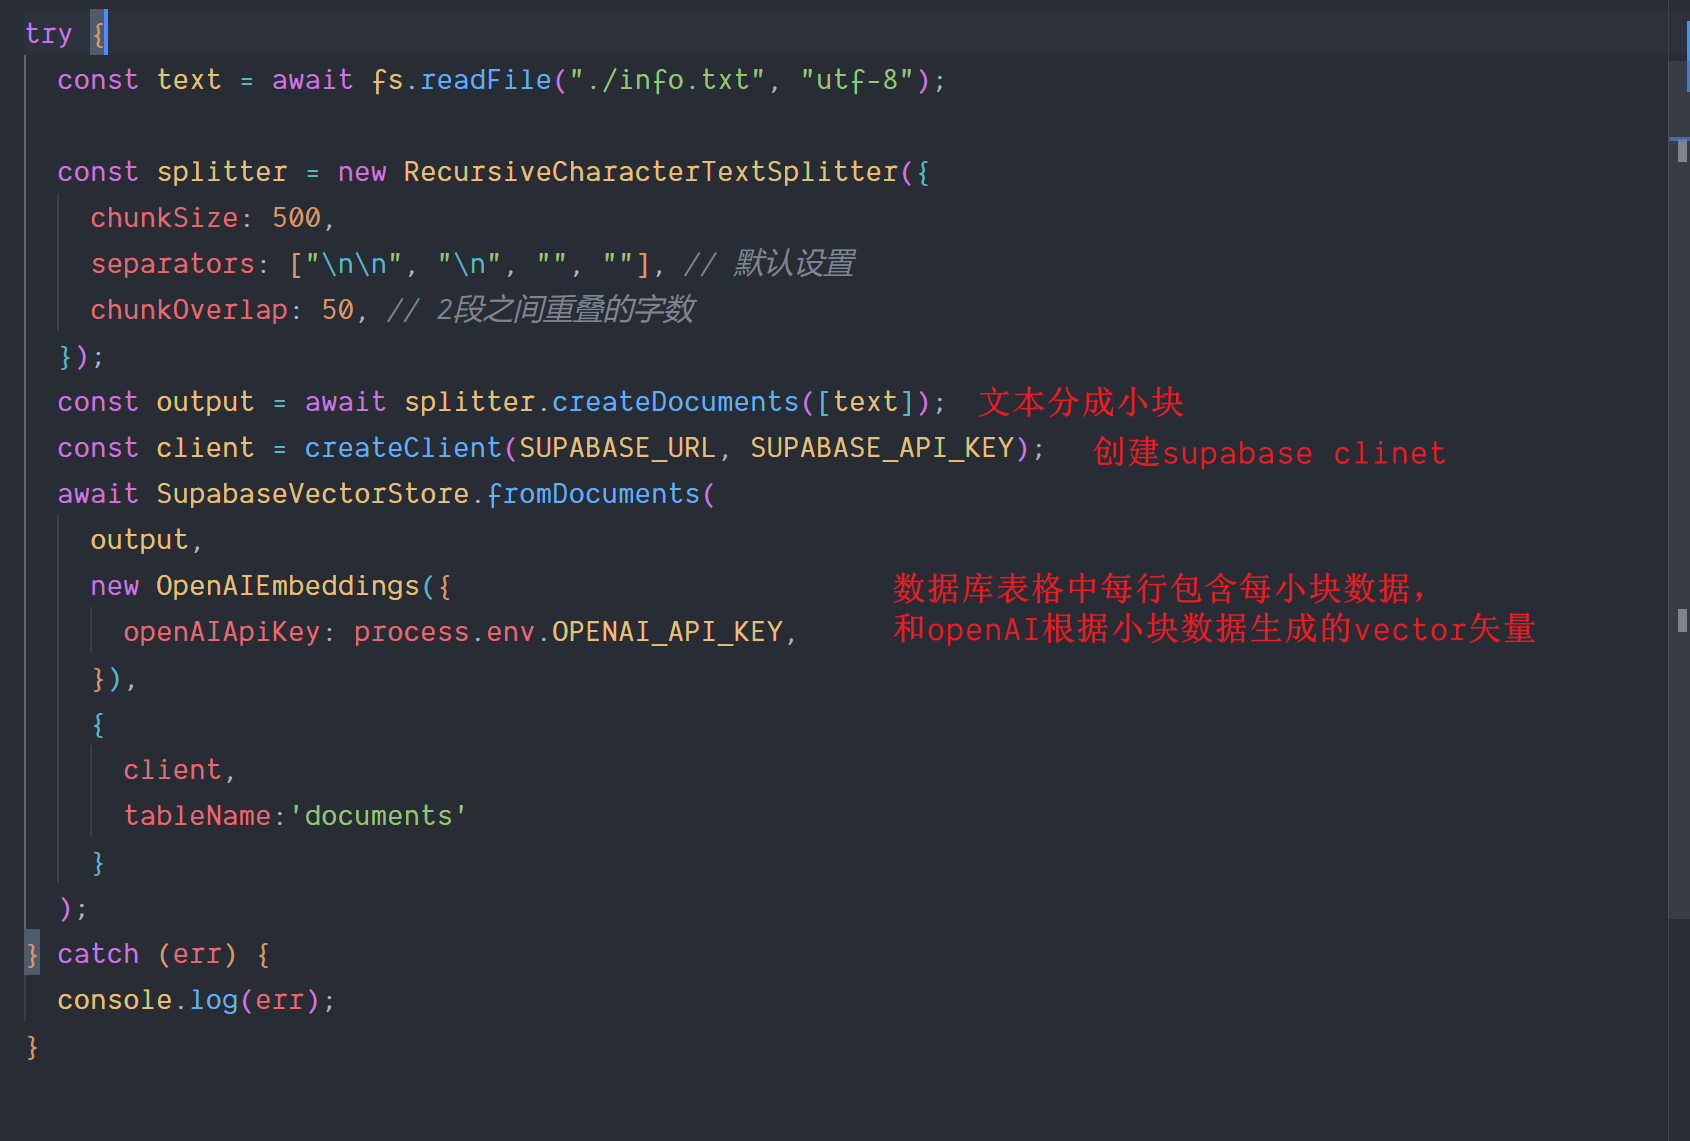 try {
const text = await fs.readFile("./info.txt", "utf-8");
const splitter = new RecursiveCharacterTextSplitter({
chunkSize: 500,
separators: ["\n\n", "\n", "", ""], // 默认设置
chunkOverlap: 50, // 2段之间重叠的字数
});
const output = await splitter.createDocuments([text]); 文本分成小块
const client = createClient(SUPABASE_URL, SUPABASE_API_KEY); 创建supabase clinet
await SupabaseVectorStore.fromDocuments(
output,
new OpenAIEmbeddings({ 数据库表格中每行包含每小块数据，
openAIApiKey: process.env.OPENAI_API_KEY, 和openAI根据小块数据生成的vector矢量
}),
{
client,
tableName:'documents'
}
);
} catch (err) {
console.log(err);
}